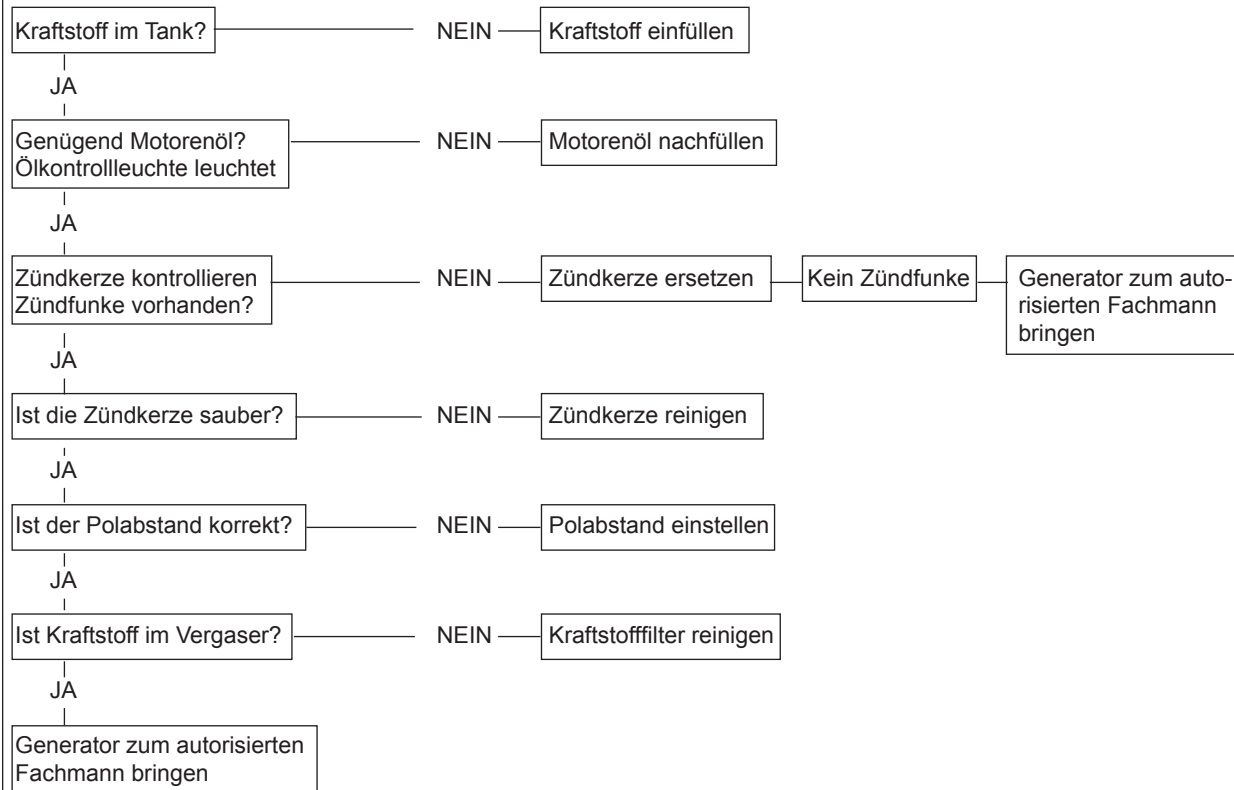 Kraftstoff im Tank? NEIN Kraftstoff einfüllen
JA
Genügend Motorenöl?
Ölkontrollleuchte leuchtet
NEIN
Motorenöl nachfüllen
JA
Zündkerze kontrollieren
Zündfunke vorhanden?
NEIN
Zündkerze ersetzen
Kein Zündfunke
Generator zum auto-
risierten Fachmann
bringen
JA
Ist die Zündkerze sauber? NEIN Zündkerze reinigen
JA
Ist der Polabstand korrekt? NEIN Polabstand einstellen
JA
Ist Kraftstoff im Vergaser? NEIN Kraftstofffilter reinigen
JA
Generator zum autorisierten
Fachmann bringen